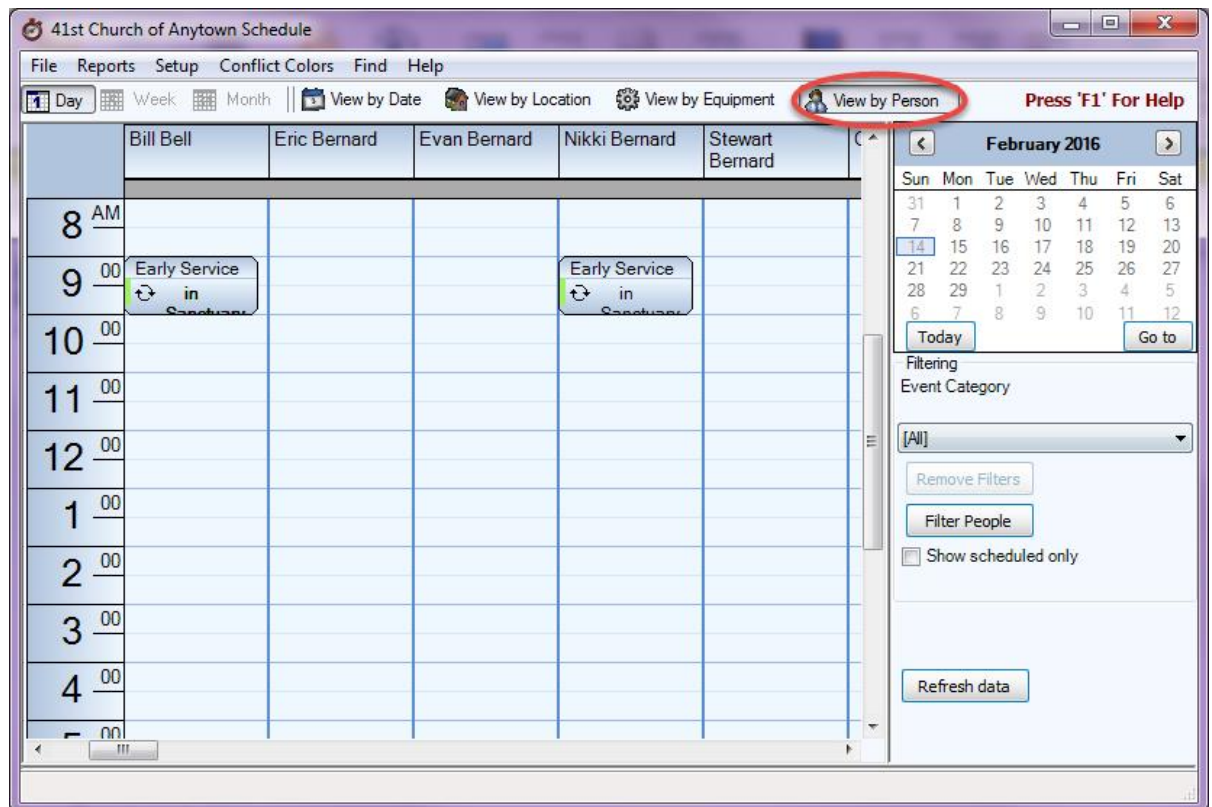 41st Church of Anytown Schedule
File Reports Setup Conflict Colors Find Help
1 Day Week Month View by Date View by Location View by Equipment View by Person Press 'F1' For Help
Bill Bell Eric Bernard Evan Bernard Nikki Bernard Stewart
Bernard
8 AM
9 00
Early Service
in
Sanctuary
Early Service
in
Sanctuary
10 00
11 00
12 00
1 00
2 00
3 00
4 00
00
February 2016
Sun Mon Tue Wed Thu Fri Sat
31 1 2 3 4 5 6
7 8 9 10 11 12 13
14 15 16 17 18 19 20
21 22 23 24 25 26 27
28 29 1 2 3 4 5
6 7 8 9 10 11 12
Today Go to
Filtering
Event Category
[All]
Remove Filters
Filter People
Show scheduled only
Refresh data